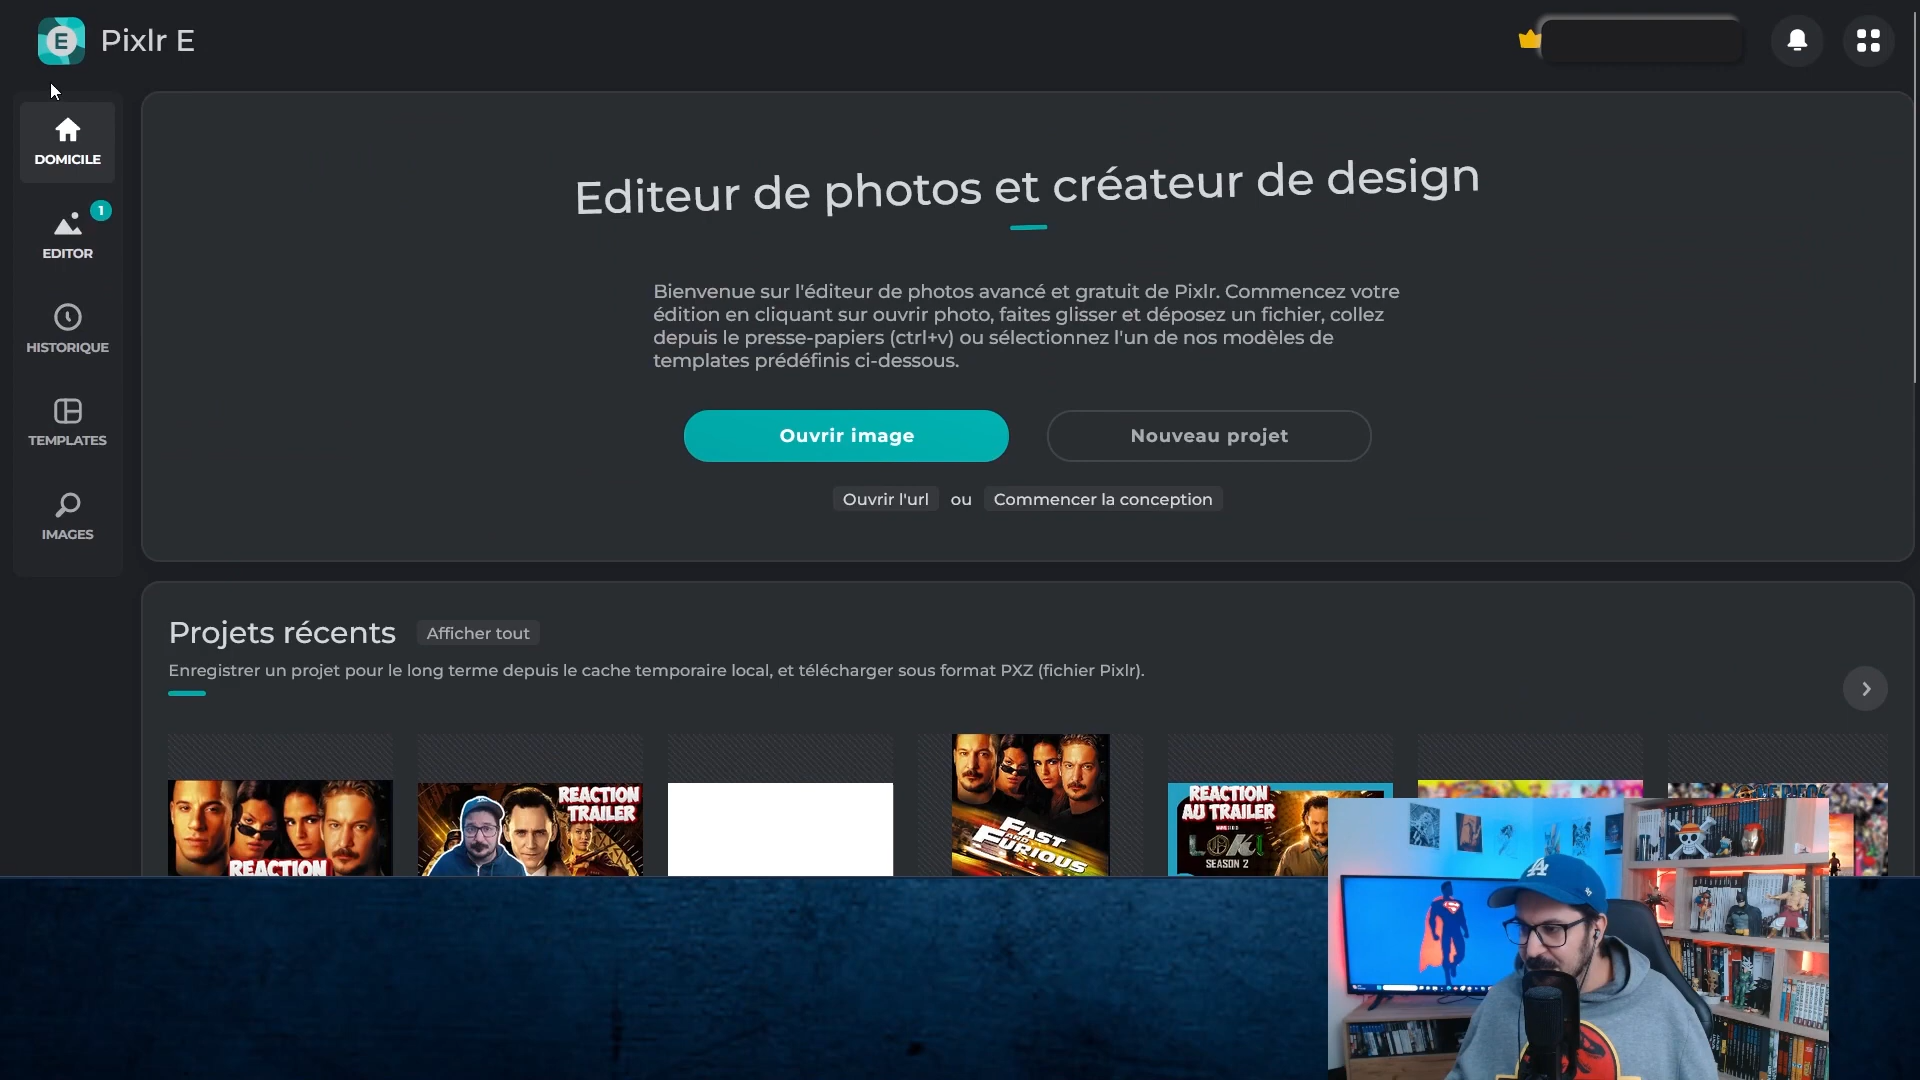 E Pixlr E
DOMICILE
1
EDITOR
HISTORIQUE
TEMPLATES
IMAGES
Editeur de photos et créateur de design
Bienvenue sur l'éditeur de photos avancé et gratuit de Pixlr. Commencez votre
édition en cliquant sur ouvrir photo, faites glisser et déposez un fichier, collez
depuis le presse-papiers (ctrl+v) ou sélectionnez l'un de nos modèles de
templates prédéfinis ci-dessous.
Ouvrir image
Nouveau projet
Ouvrir l'url ou Commencer la conception
Projets récents Afficher tout
Enregistrer un projet pour le long terme depuis le cache temporaire local, et télécharger sous format PXZ (fichier Pixlr).
REACTION
REACTION
TRAILER
FAST
AND
FURIOUS
REACTION
AU TRAILER
LOKI
SEASON 2